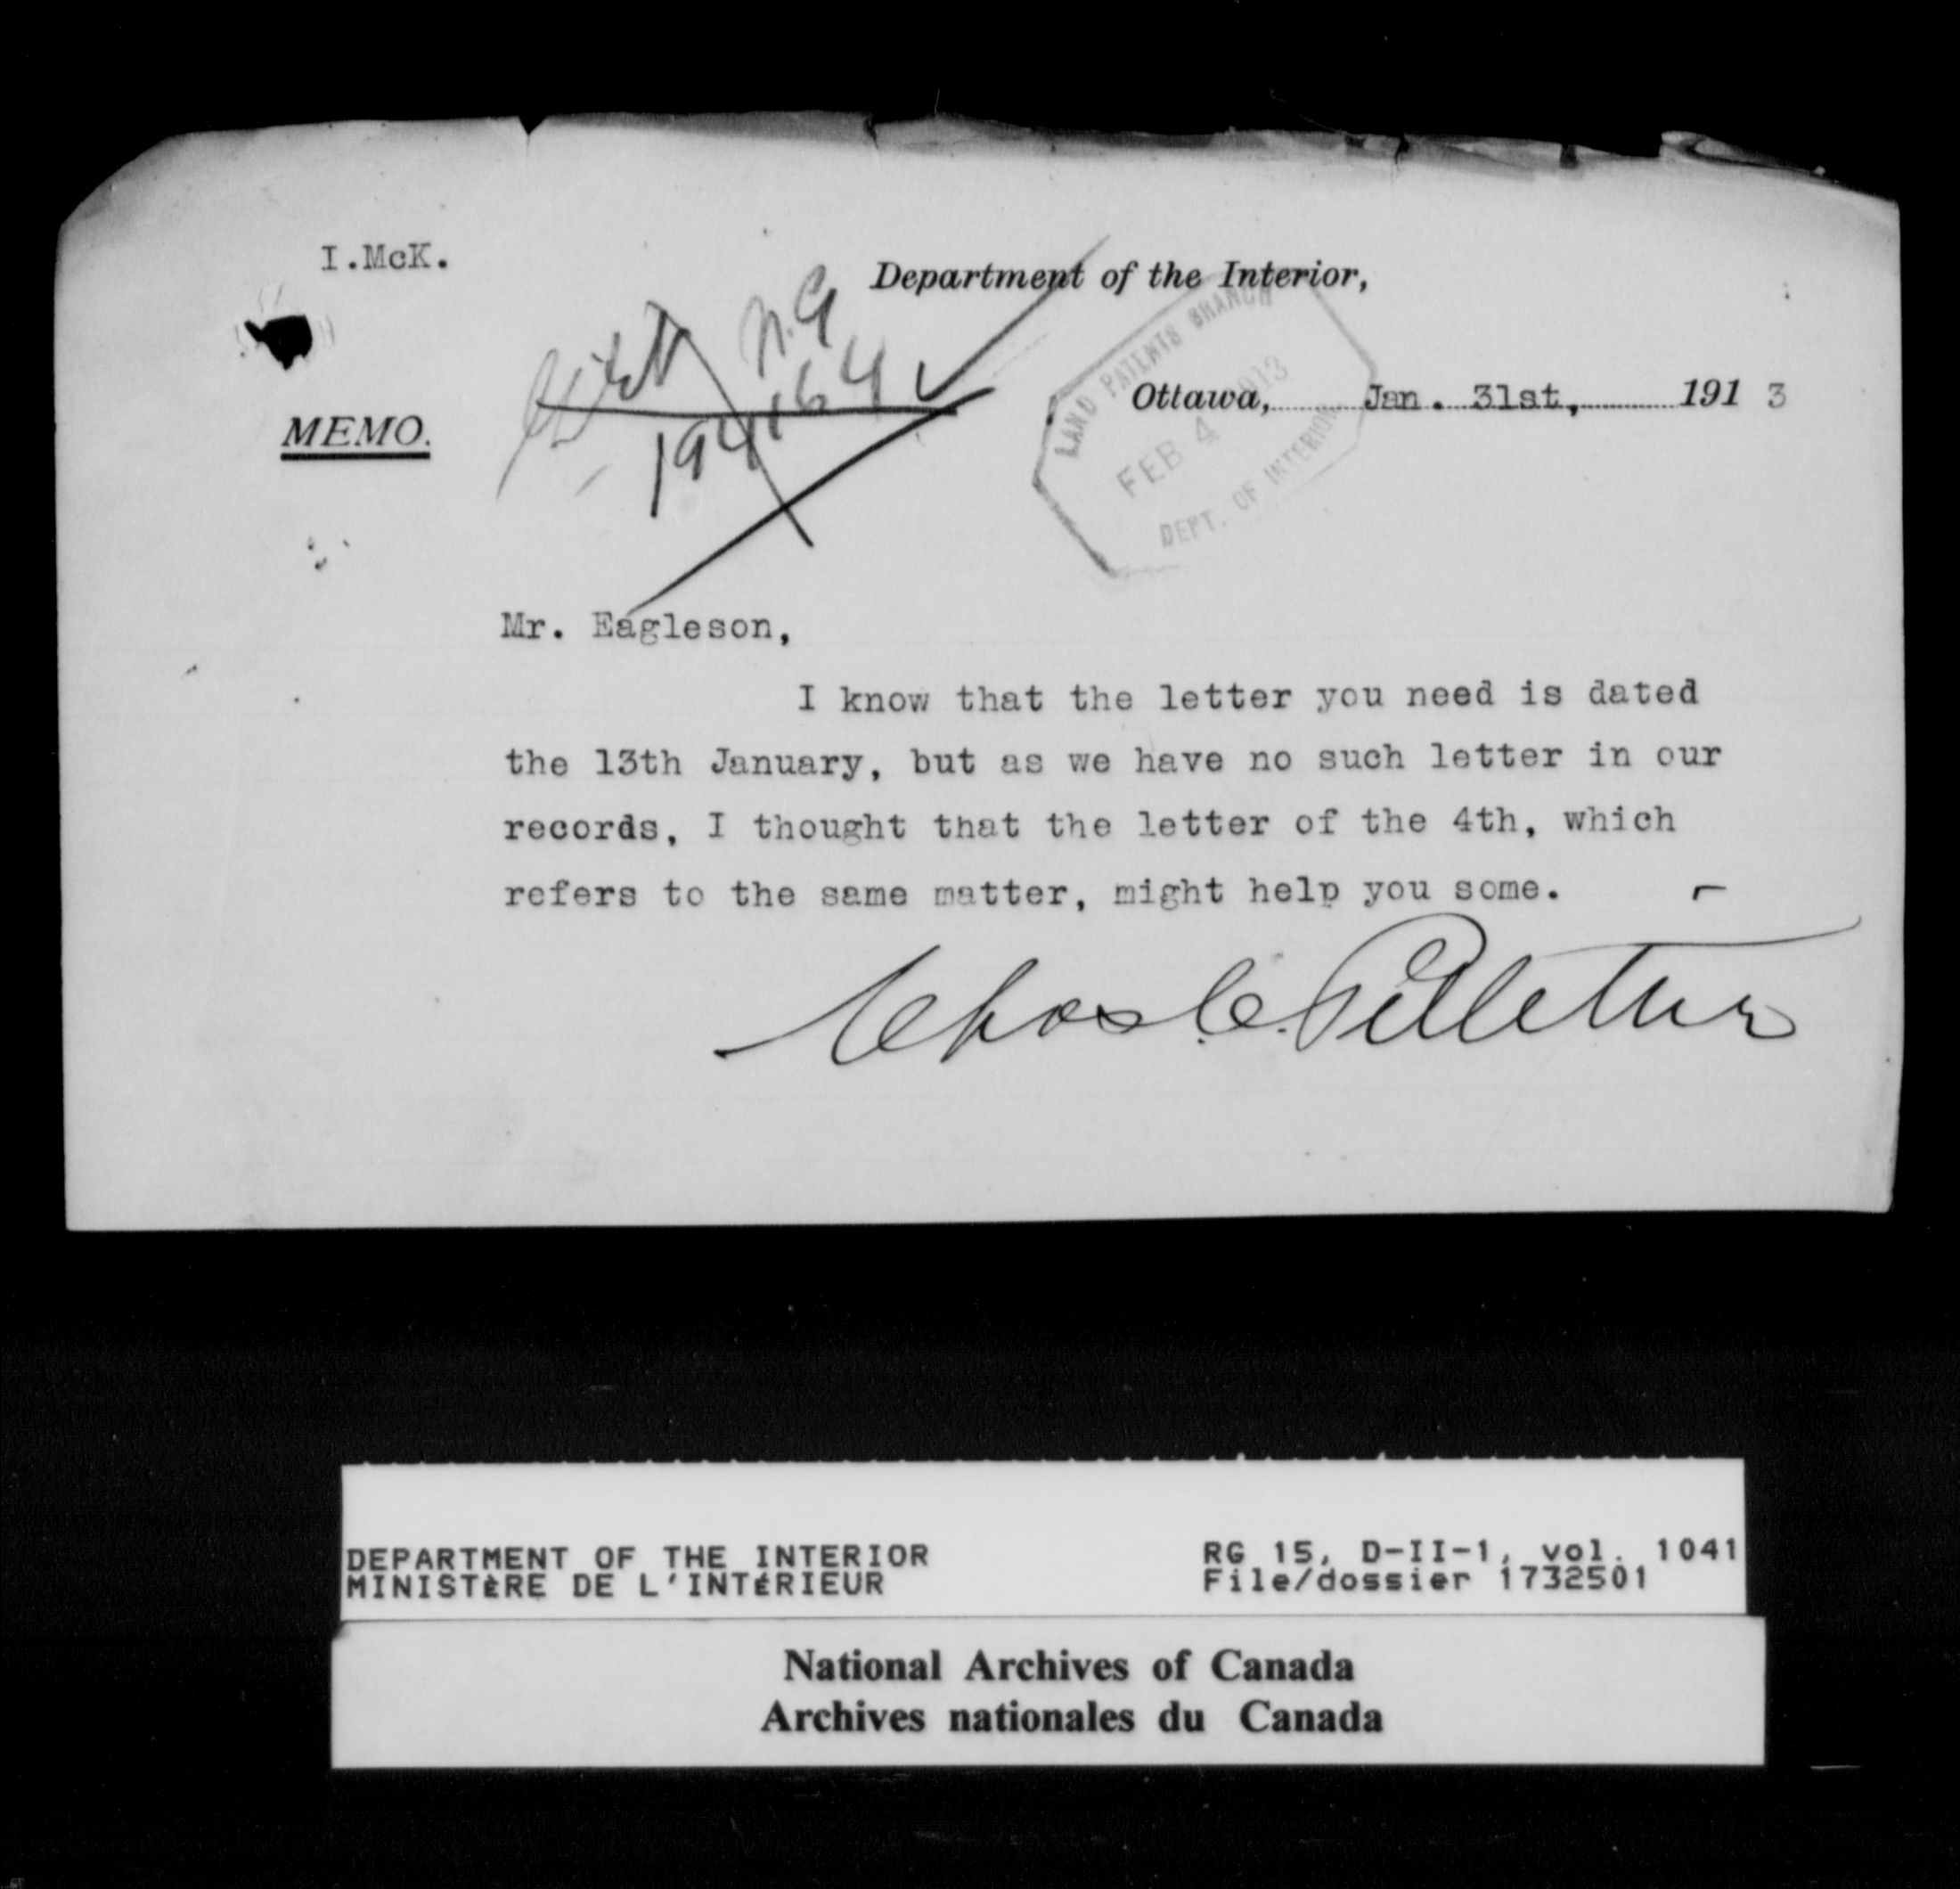 I.McK.
Department of the Interior,
N.G
MEMO.
Ottawa, Jan. 31st, 191 3
LAND PATENTS BRANCH
FEB 4 1913
DEPT. OF INTERIOR
Mr. Eagleson,
I know that the letter you need is dated
the 13th January, but as we have no such letter in our
records, I thought that the letter of the 4th, which
refers to the same matter, might help you some.
Chas C. Pelletier
DEPARTMENT OF THE INTERIOR
MINISTÈRE DE L'INTÉRIEUR
RG 15, D-II-1, vol. 1041
File/dossier 1732501
National Archives of Canada
Archives nationales du Canada